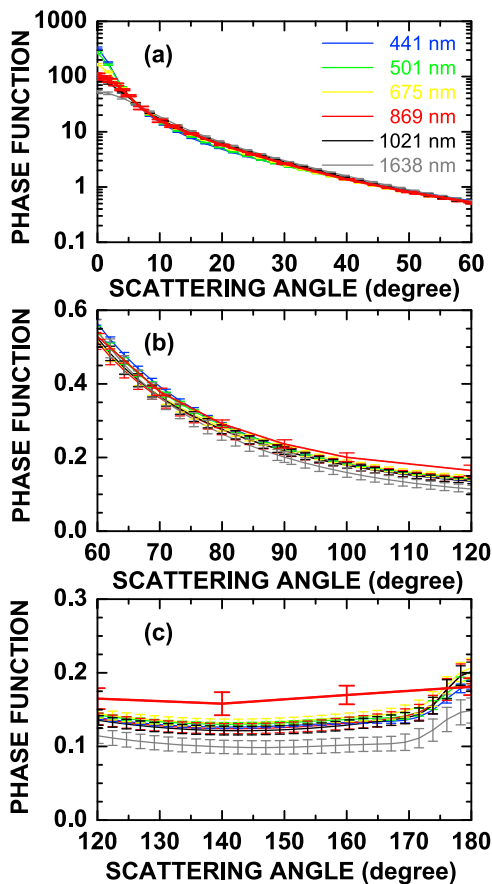 PHASE FUNCTION
1000
100
10
1
0.1
(a)
441 nm
501 nm
675 nm
869 nm
1021 nm
1638 nm
0 10 20 30 40 50 60
SCATTERING ANGLE (degree)
PHASE FUNCTION
0.6
0.4
0.2
0.0
(b)
60 70 80 90 100 110 120
SCATTERING ANGLE (degree)
PHASE FUNCTION
0.3
0.2
0.1
0.0
(c)
120 130 140 150 160 170 180
SCATTERING ANGLE (degree)